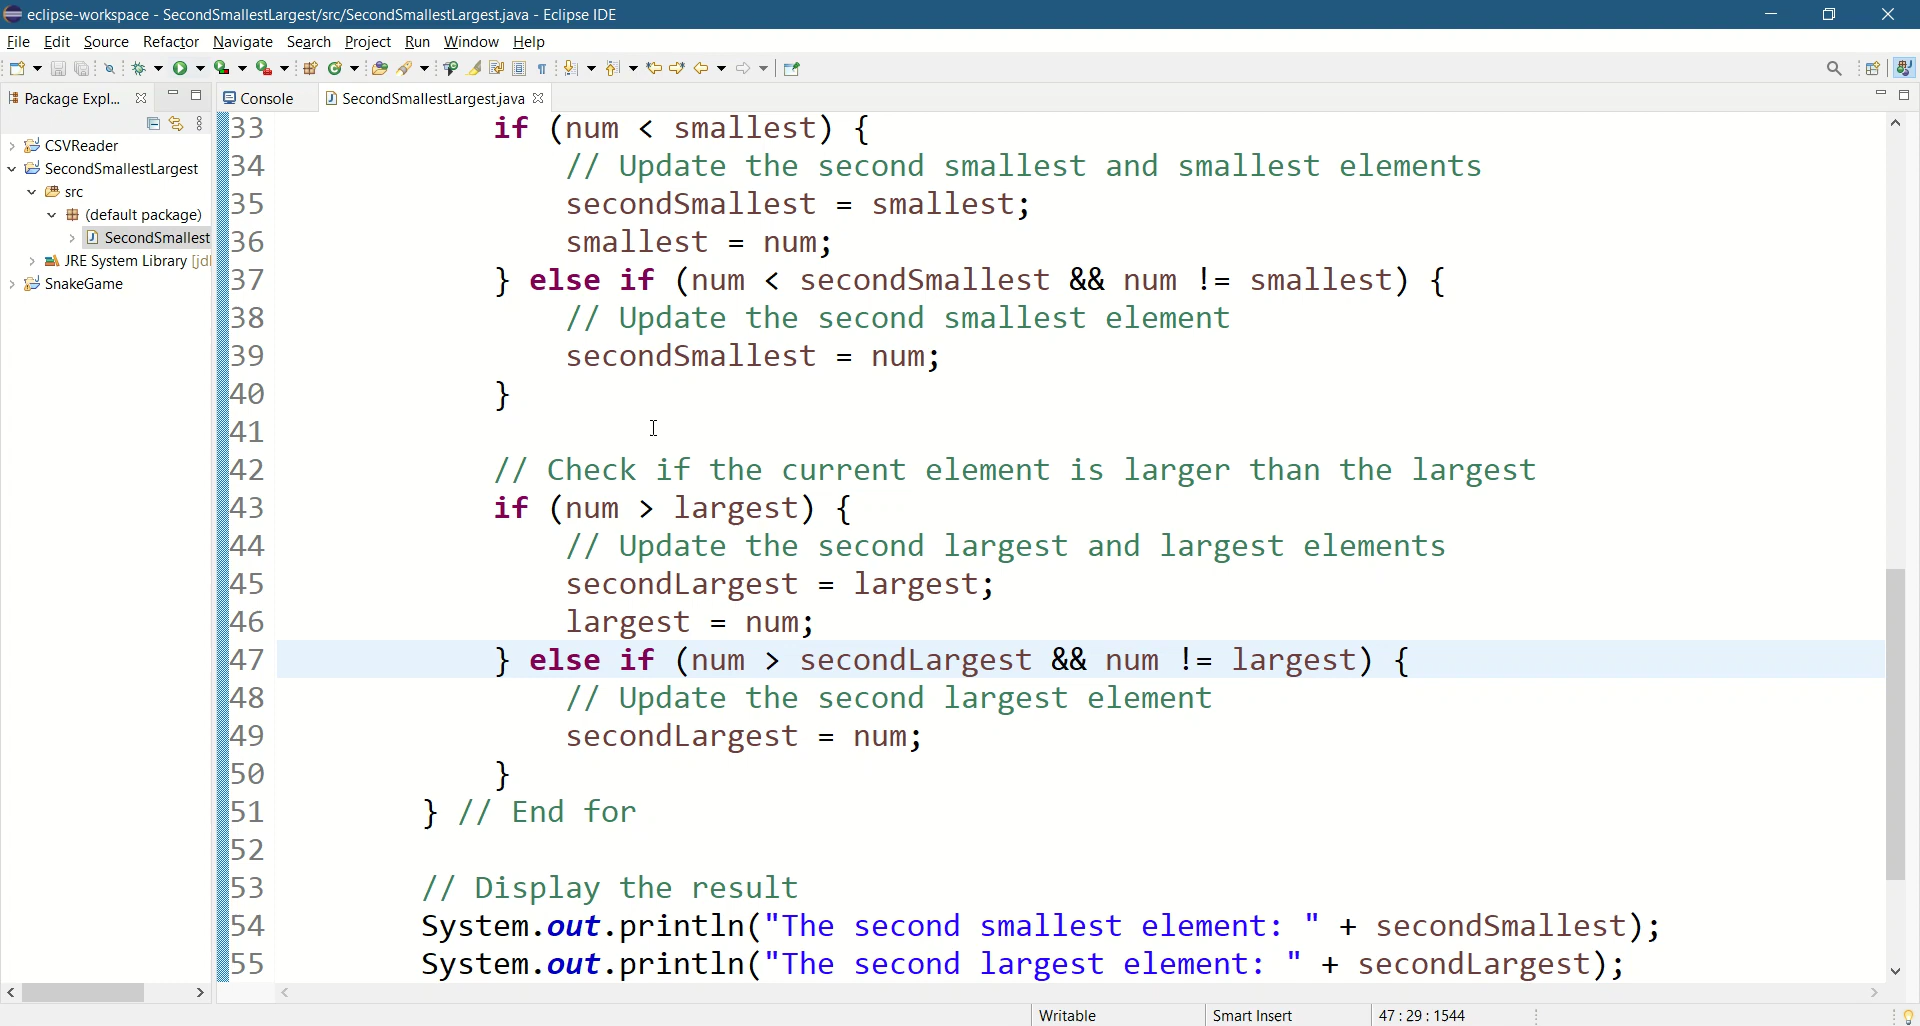 eclipse-workspace - SecondSmallestLargest/src/SecondSmallestLargest.java - Eclipse IDE
File Edit Source Refactor Navigate Search Project Run Window Help
Package Expl...
Console
SecondSmallestLargest.java
CSVReader
SecondSmallestLargest
src
(default package)
SecondSmallest
JRE System Library [jd
SnakeGame
33 if (num < smallest) {
34 // Update the second smallest and smallest elements
35 secondSmallest = smallest;
36 smallest = num;
37 } else if (num < secondSmallest && num != smallest) {
38 // Update the second smallest element
39 secondSmallest = num;
40 }
41
42 // Check if the current element is larger than the largest
43 if (num > largest) {
44 // Update the second largest and largest elements
45 secondLargest = largest;
46 largest = num;
47 } else if (num > secondLargest && num != largest) {
48 // Update the second largest element
49 secondLargest = num;
50 }
51 } // End for
52
53 // Display the result
54 System.out.println("The second smallest element: " + secondSmallest);
55 System.out.println("The second largest element: " + secondLargest);
Writable
Smart Insert
47 : 29 : 1544